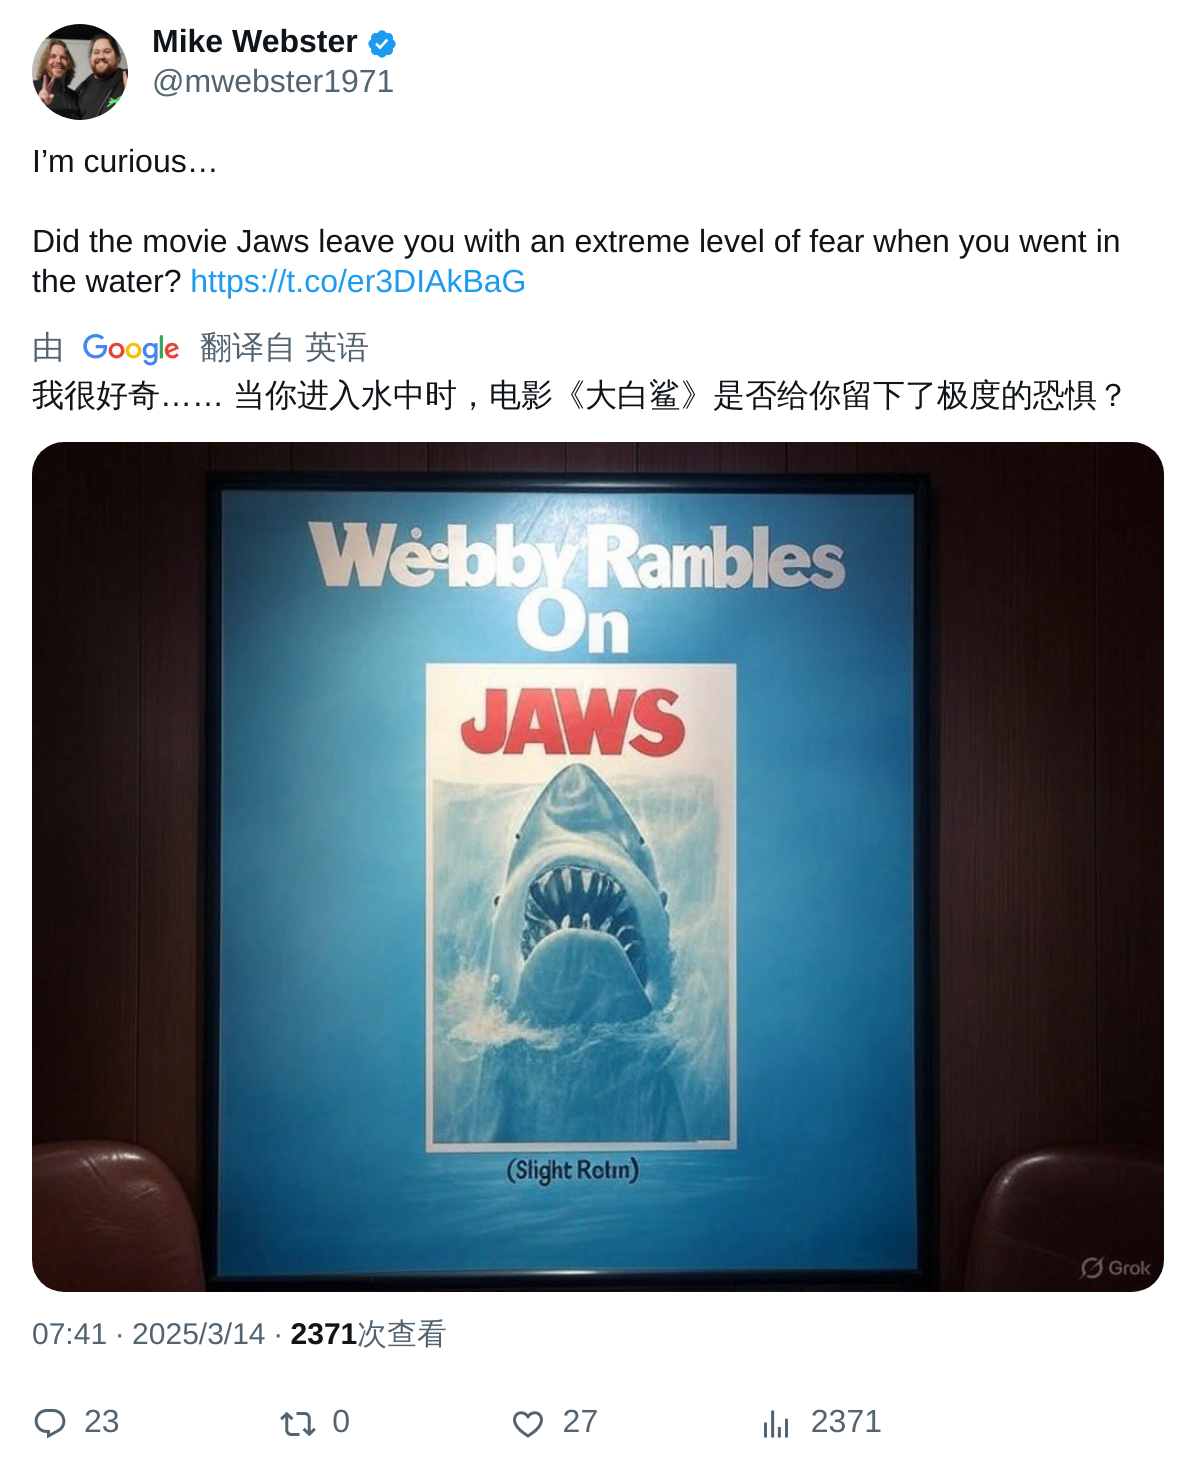 Mike Webster
@mwebster1971
I’m curious…
Did the movie Jaws leave you with an extreme level of fear when you went in
the water? https://t.co/er3DIAkBaG
由 Google 翻译自 英语
我很好奇…… 当你进入水中时，电影《大白鲨》是否给你留下了极度的恐惧？
Webby Rambles
On
JAWS
(Slight Rotın)
Grok
07:41 · 2025/3/14 · 2371次查看
23 0 27 2371